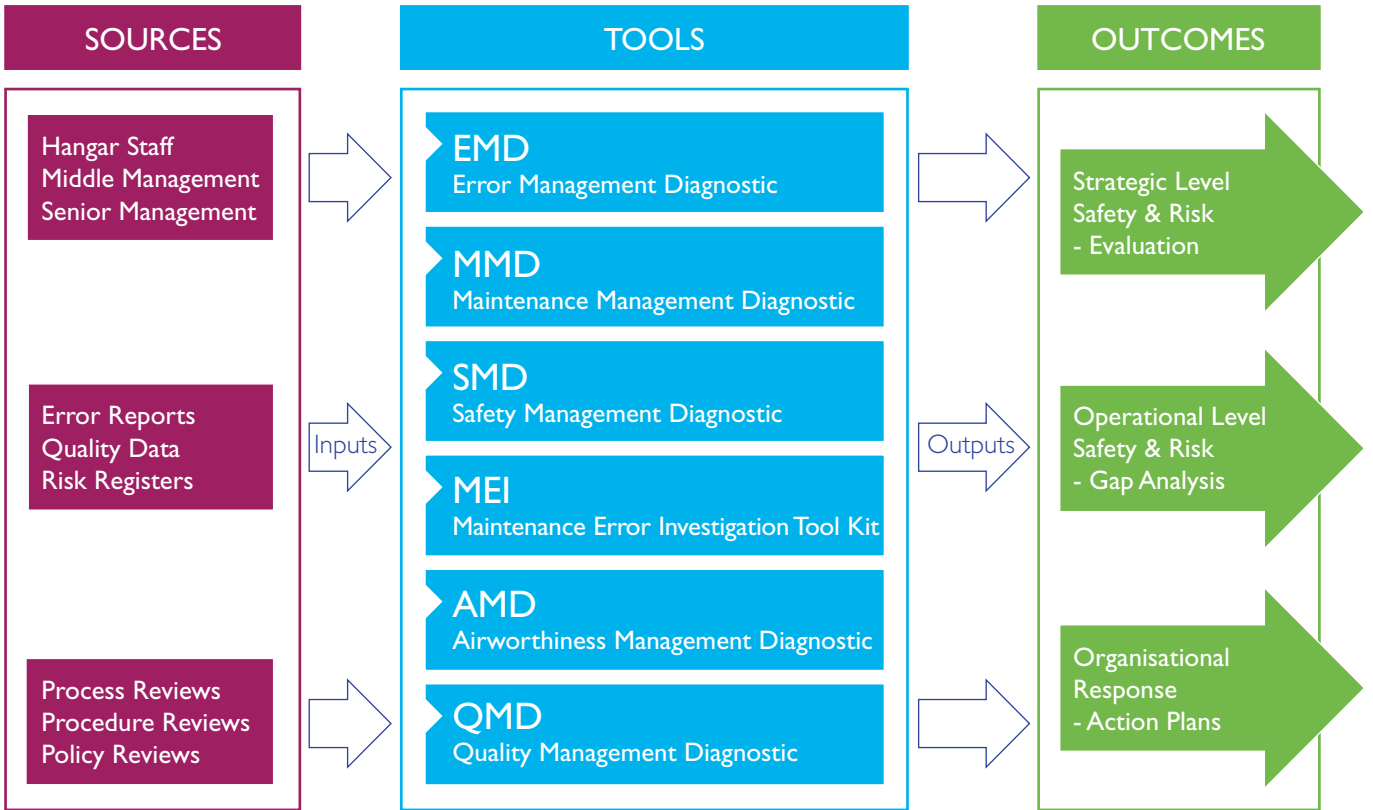 SOURCES
TOOLS
OUTCOMES
Hangar Staff
Middle Management
Senior Management
Error Reports
Quality Data
Risk Registers
Process Reviews
Procedure Reviews
Policy Reviews
Inputs
EMD
Error Management Diagnostic
MMD
Maintenance Management Diagnostic
SMD
Safety Management Diagnostic
MEI
Maintenance Error Investigation Tool Kit
AMD
Airworthiness Management Diagnostic
QMD
Quality Management Diagnostic
Outputs
Strategic Level
Safety & Risk
- Evaluation
Operational Level
Safety & Risk
- Gap Analysis
Organisational
Response
- Action Plans